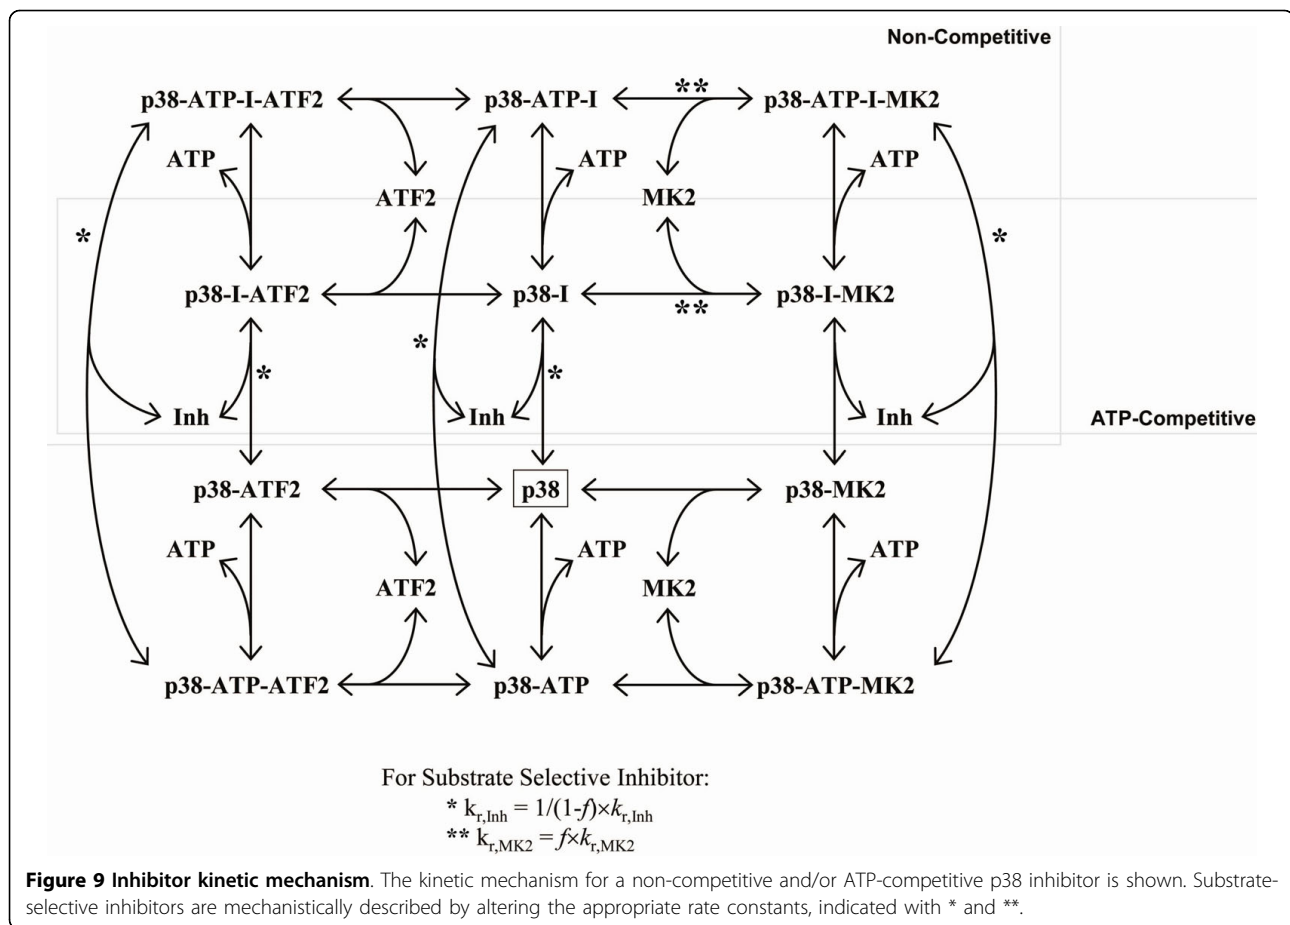 Non-Competitive
p38-ATP-I-ATF2 p38-ATP-I ** p38-ATP-I-MK2
ATP ATP ATP
ATF2 MK2
* *
p38-I-ATF2 p38-I p38-I-MK2
**
*
* *
Inh Inh Inh ATP-Competitive
p38-ATF2 p38 p38-MK2
ATP ATP ATP
ATF2 MK2
p38-ATP-ATF2 p38-ATP p38-ATP-MK2
For Substrate Selective Inhibitor:
* kr,Inh = 1/(1-f)×kr,Inh
** kr,MK2 = f×kr,MK2
Figure 9 Inhibitor kinetic mechanism. The kinetic mechanism for a non-competitive and/or ATP-competitive p38 inhibitor is shown. Substrate-
selective inhibitors are mechanistically described by altering the appropriate rate constants, indicated with * and **.